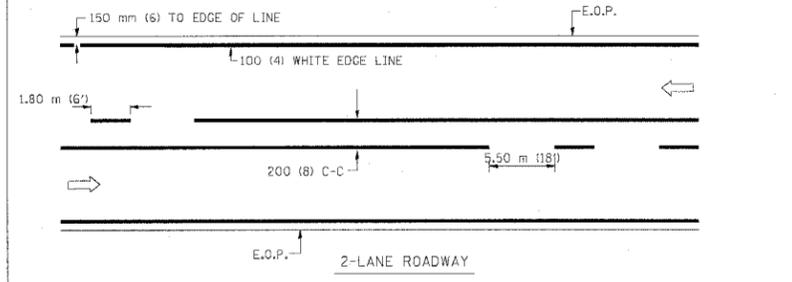 150 mm (6) TO EDGE OF LINE
E.O.P.
100 (4) WHITE EDGE LINE
1.80 m (6')
200 (8) C-C
5.50 m (18')
E.O.P.
2-LANE ROADWAY